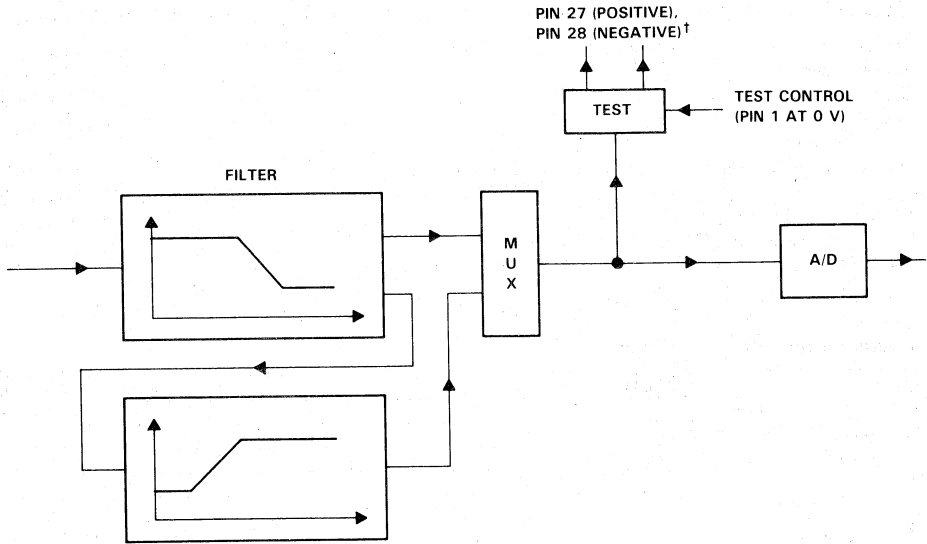 PIN 27 (POSITIVE),
PIN 28 (NEGATIVE)†
TEST
TEST CONTROL
(PIN 1 AT 0 V)
FILTER
M
U
X
A/D